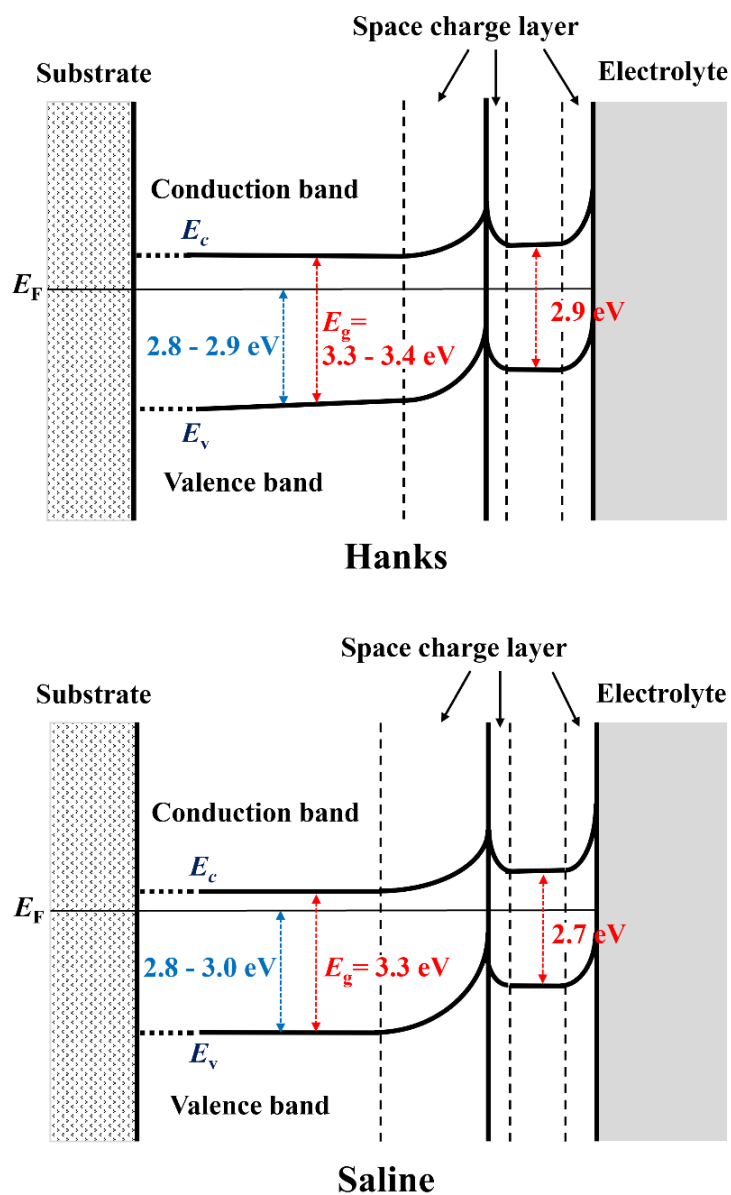 Space charge layer
Substrate
Electrolyte
Conduction band
E_c
E_F
2.8 - 2.9 eV
E_g=
3.3 - 3.4 eV
2.9 eV
E_v
Valence band
Hanks
Space charge layer
Substrate
Electrolyte
Conduction band
E_c
E_F
2.8 - 3.0 eV
E_g= 3.3 eV
2.7 eV
E_v
Valence band
Saline